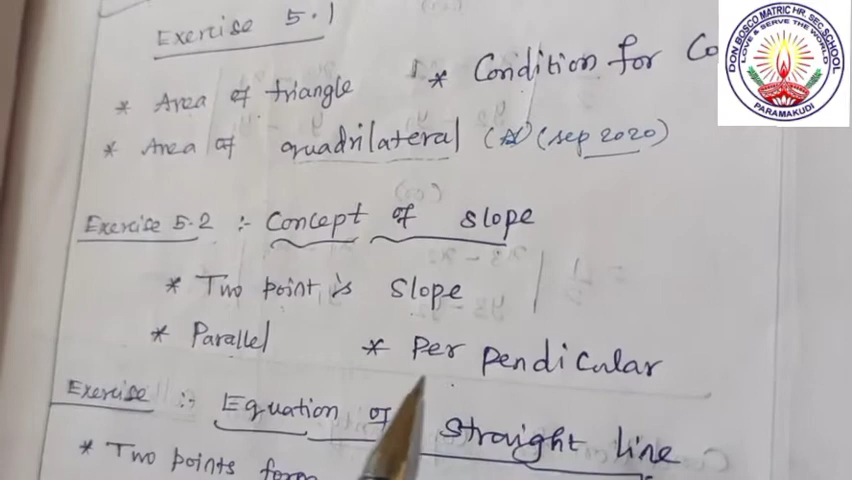 Exercise 5.1
* Area of triangle
* Condition for Co
* Area of quadrilateral (sep 2020)
Exercise 5.2 :- Concept of slope
* Two point is slope
* Parallel * Perpendicular
Exercise :- Equation of straight line
* Two points form
DON BOSCO MATRIC HR. SEC. SCHOOL
LOVE & SERVE THE WORLD
PARAMAKUDI